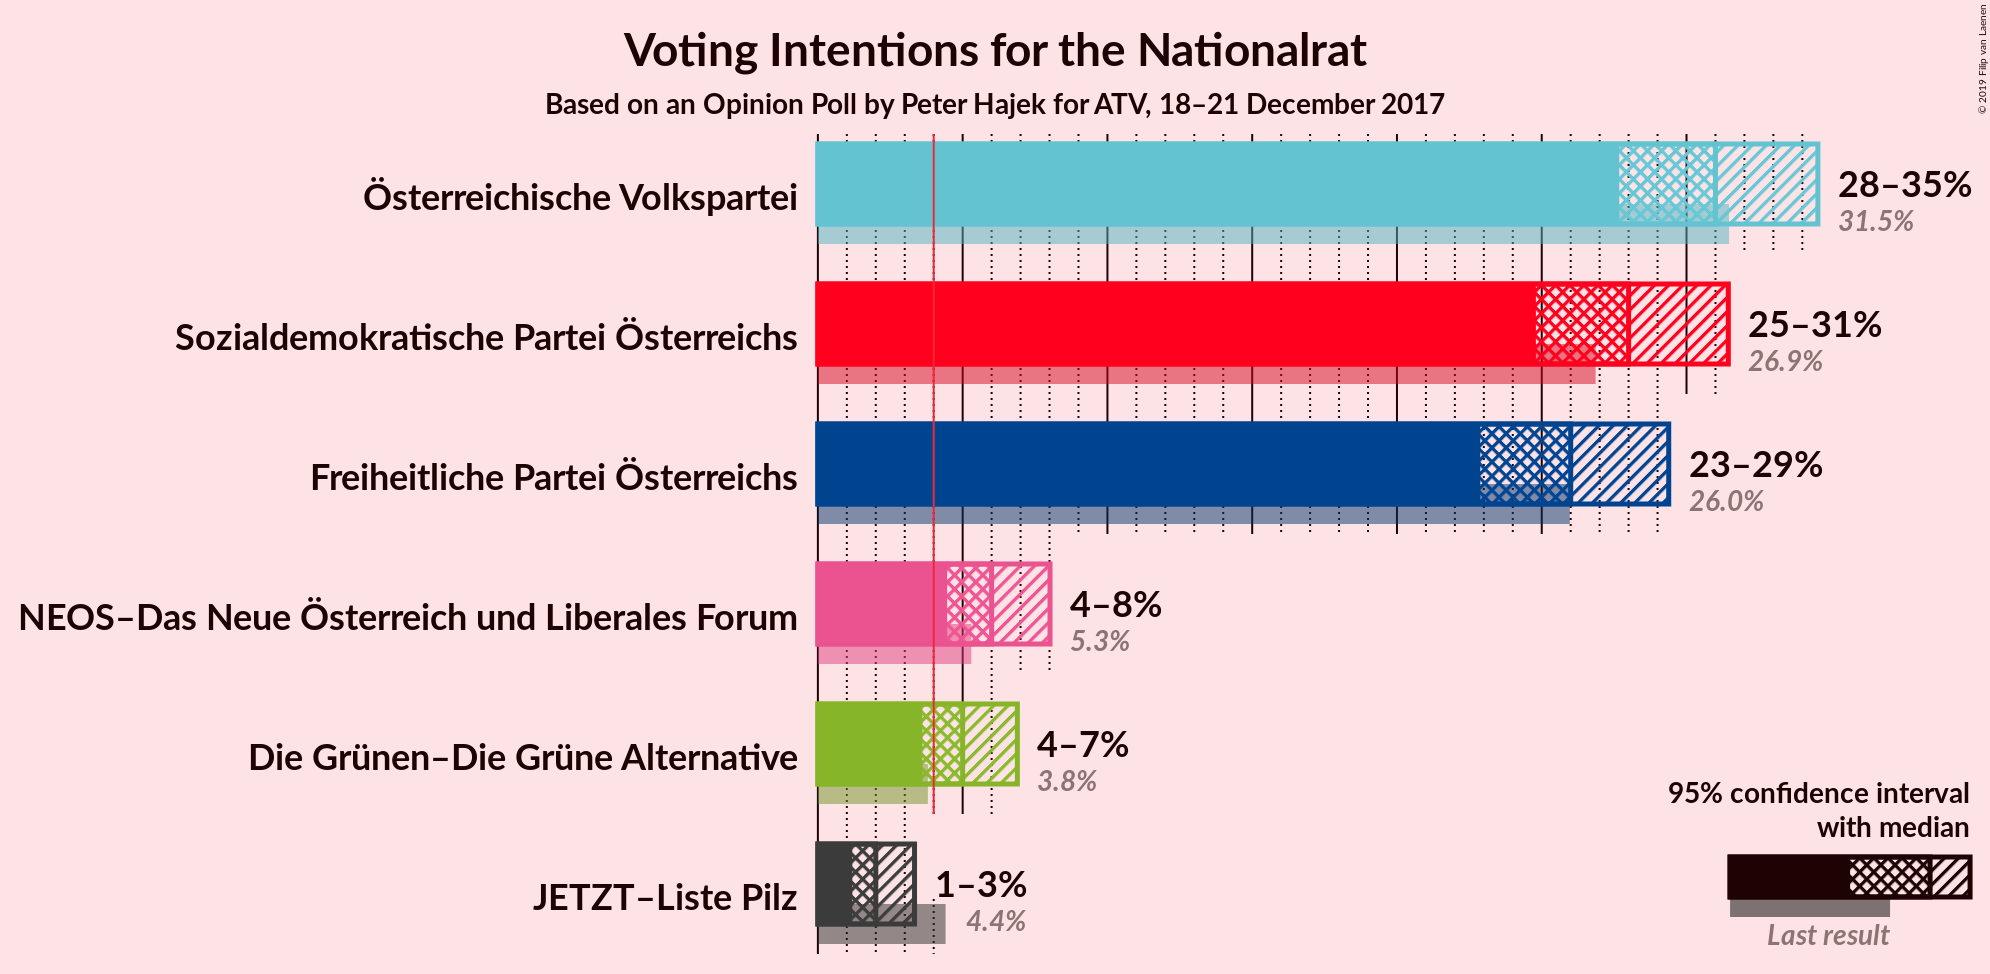 Voting Intentions for the Nationalrat
Based on an Opinion Poll by Peter Hajek for ATV, 18–21 December 2017
© 2019 Filip van Laenen
Österreichische Volkspartei
28–35%
31.5%
Sozialdemokratische Partei Österreichs
25–31%
26.9%
Freiheitliche Partei Österreichs
23–29%
26.0%
NEOS–Das Neue Österreich und Liberales Forum
4–8%
5.3%
Die Grünen–Die Grüne Alternative
4–7%
3.8%
JETZT–Liste Pilz
1–3%
4.4%
95% confidence interval
with median
Last result